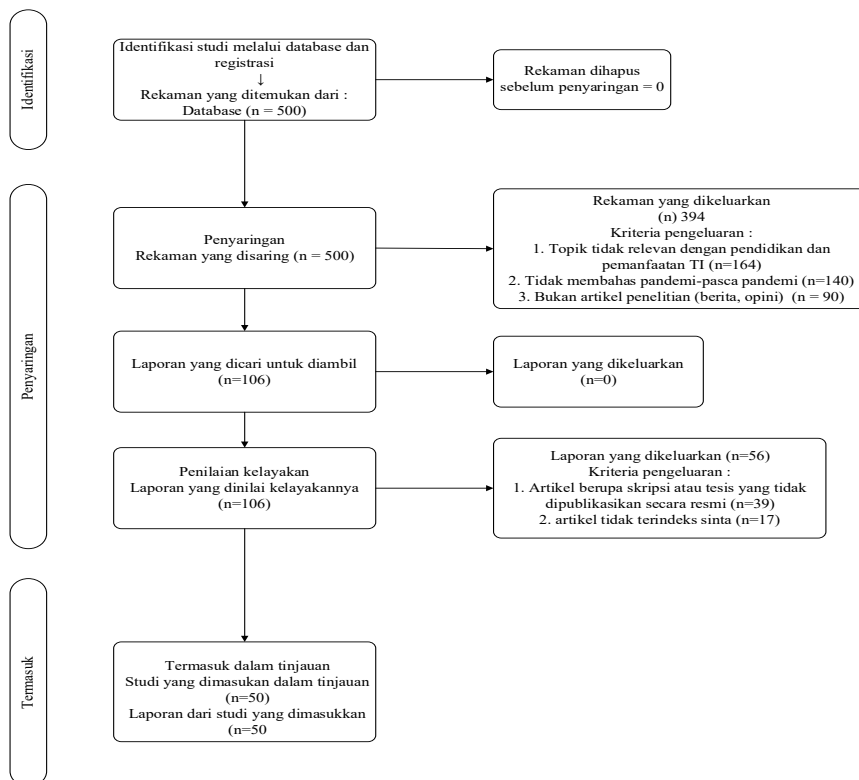 Identifikasi
Identifikasi studi melalui database dan
registrasi
↓
Rekaman yang ditemukan dari :
Database (n = 500)
Rekaman dihapus
sebelum penyaringan = 0
Penyaringan
Penyaringan
Rekaman yang disaring (n = 500)
Rekaman yang dikeluarkan
(n) 394
Kriteria pengeluaran :
1. Topik tidak relevan dengan pendidikan dan
pemanfaatan TI (n=164)
2. Tidak membahas pandemi-pasca pandemi (n=140)
3. Bukan artikel penelitian (berita, opini) (n = 90)
Laporan yang dicari untuk diambil
(n=106)
Laporan yang dikeluarkan
(n=0)
Penilaian kelayakan
Laporan yang dinilai kelayakannya
(n=106)
Laporan yang dikeluarkan (n=56)
Kriteria pengeluaran :
1. Artikel berupa skripsi atau tesis yang tidak
dipublikasikan secara resmi (n=39)
2. artikel tidak terindeks sinta (n=17)
Termasuk
Termasuk dalam tinjauan
Studi yang dimasukan dalam tinjauan
(n=50)
Laporan dari studi yang dimasukkan
(n=50